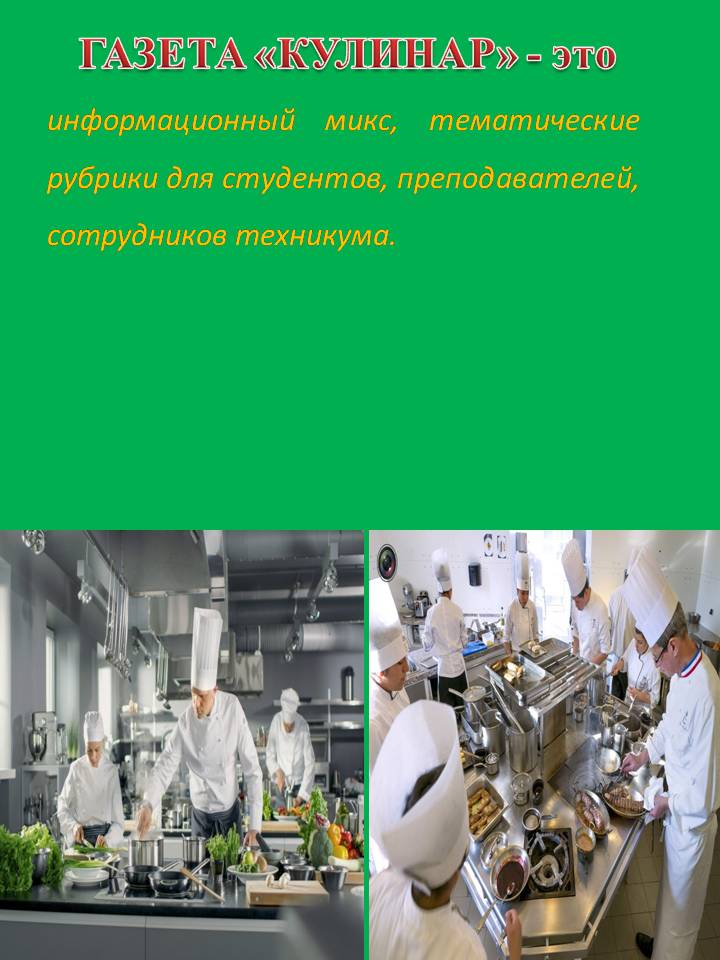 ГАЗЕТА «КУЛИНАР» - это
информационный микс, тематические
рубрики для студентов, преподавателей,
сотрудников техникума.